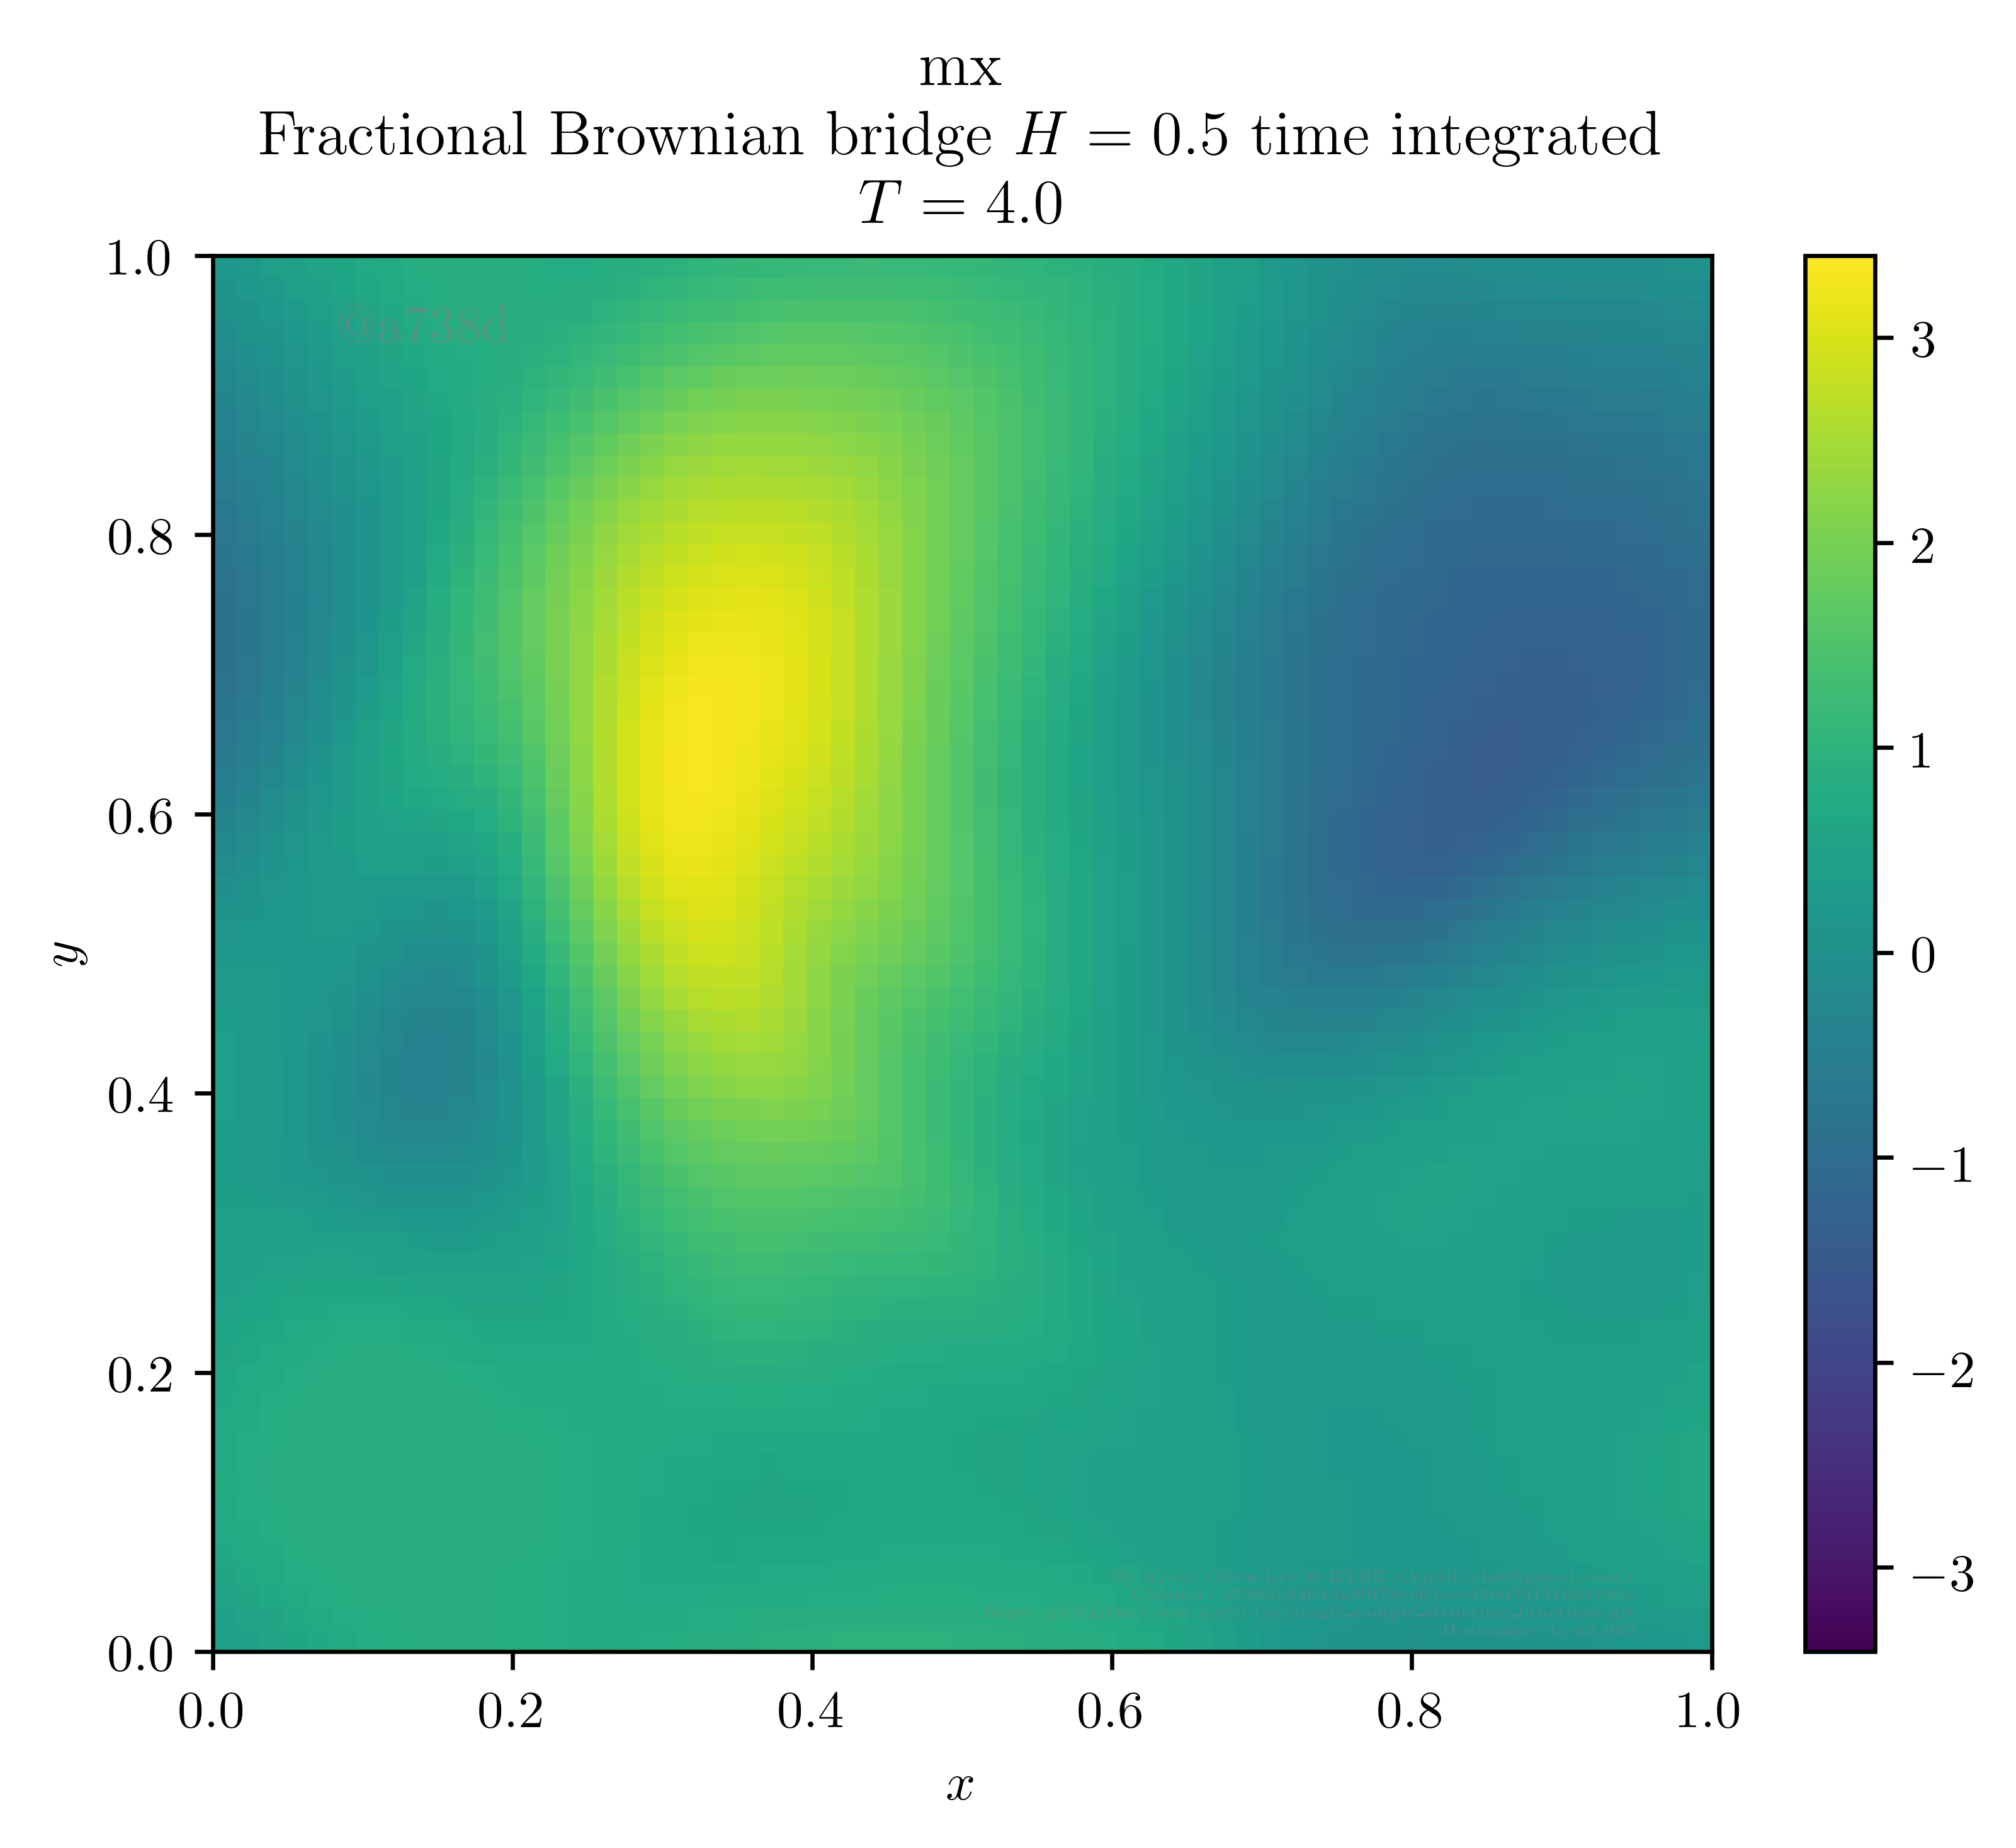 mx
Fractional Brownian bridge H = 0.5 time integrated
T = 4.0
@a738d
1.0
0.8
0.6
0.4
0.2
0.0
y
0.0 0.2 0.4 0.6 0.8 1.0
x
3
2
1
0
−1
−2
−3
Hostname: